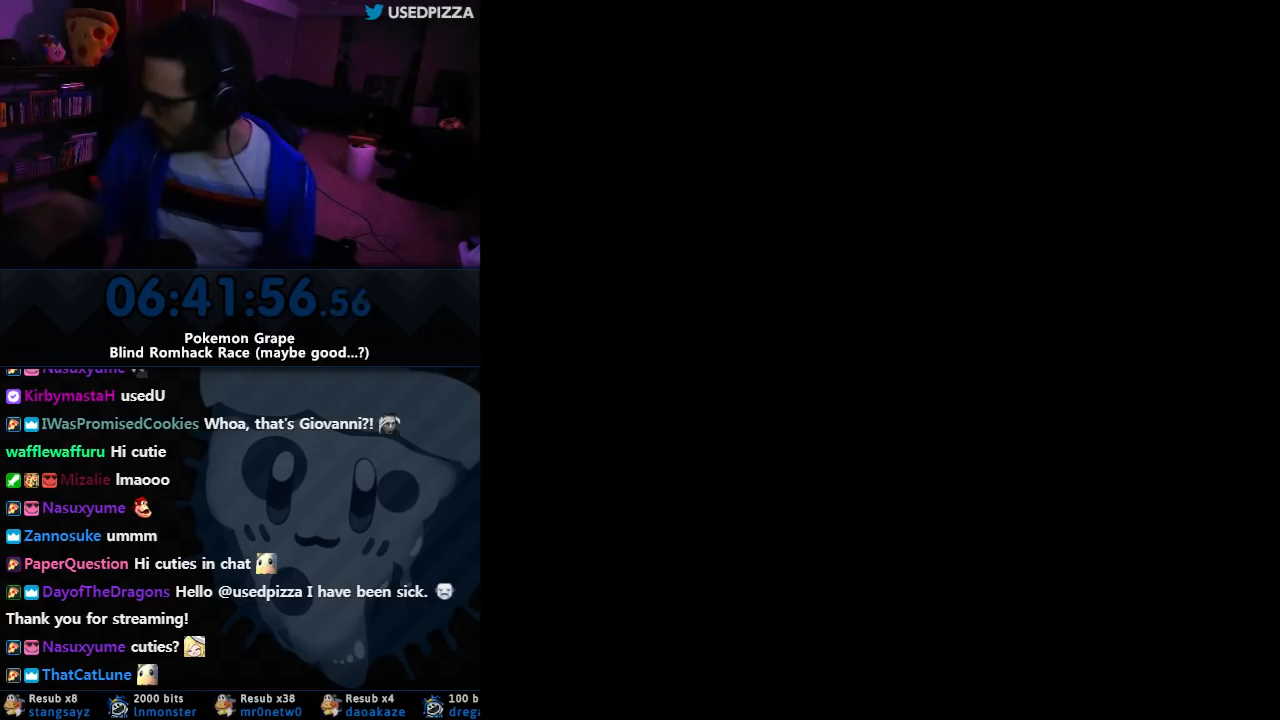 USEDPIZZA
06:41:56.56
Pokemon Grape
Blind Romhack Race (maybe good...?)
Nasuxyume
KirbymastaH usedU
IWasPromisedCookies Whoa, that's Giovanni?!
wafflewaffuru Hi cutie
Mizalie lmaooo
Nasuxyume
Zannosuke ummm
PaperQuestion Hi cuties in chat
DayofTheDragons Hello @usedpizza I have been sick.
Thank you for streaming!
Nasuxyume cuties?
ThatCatLune
Resub x8 2000 bits Resub x38 Resub x4 100 b
stangsayz lnmonster mr0netw0 daoakaze drega